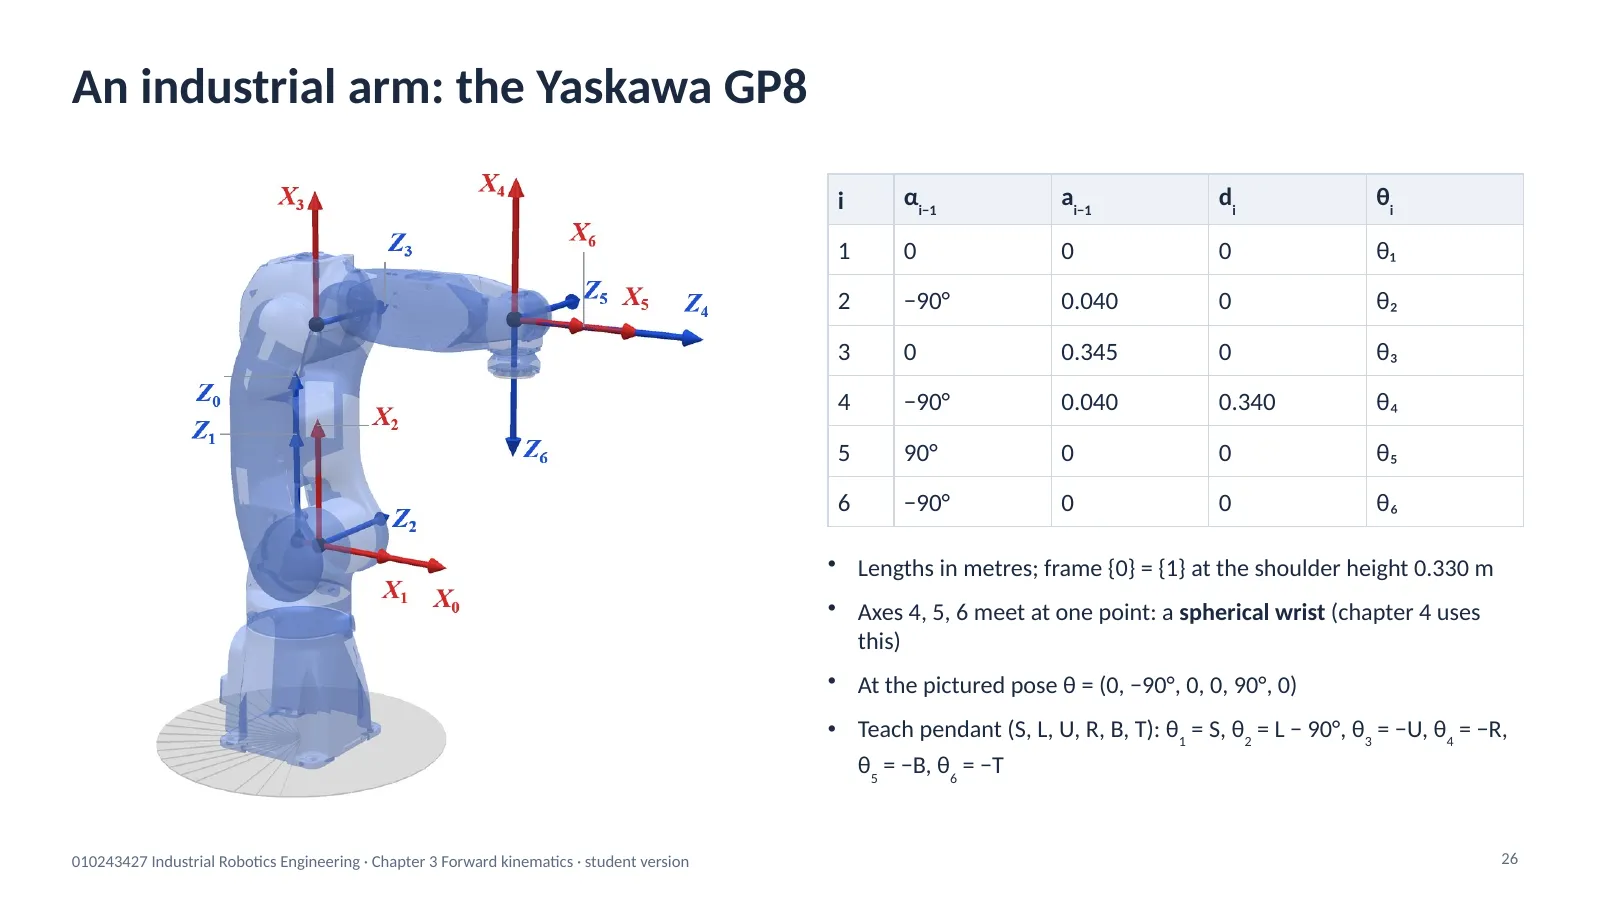 An industrial arm: the Yaskawa GP8
X3
X4
X6
Z3
Z5
X5
Z4
Z0
Z1
X2
Z6
Z2
X1
X0
i αi−1 ai−1 di θi
1 0 0 0 θ₁
2 −90° 0.040 0 θ₂
3 0 0.345 0 θ₃
4 −90° 0.040 0.340 θ₄
5 90° 0 0 θ₅
6 −90° 0 0 θ₆
• Lengths in metres; frame {0} = {1} at the shoulder height 0.330 m
• Axes 4, 5, 6 meet at one point: a spherical wrist (chapter 4 uses
this)
• At the pictured pose θ = (0, −90°, 0, 0, 90°, 0)
• Teach pendant (S, L, U, R, B, T): θ1 = S, θ2 = L − 90°, θ3 = −U, θ4 = −R,
θ5 = −B, θ6 = −T
010243427 Industrial Robotics Engineering · Chapter 3 Forward kinematics · student version
26